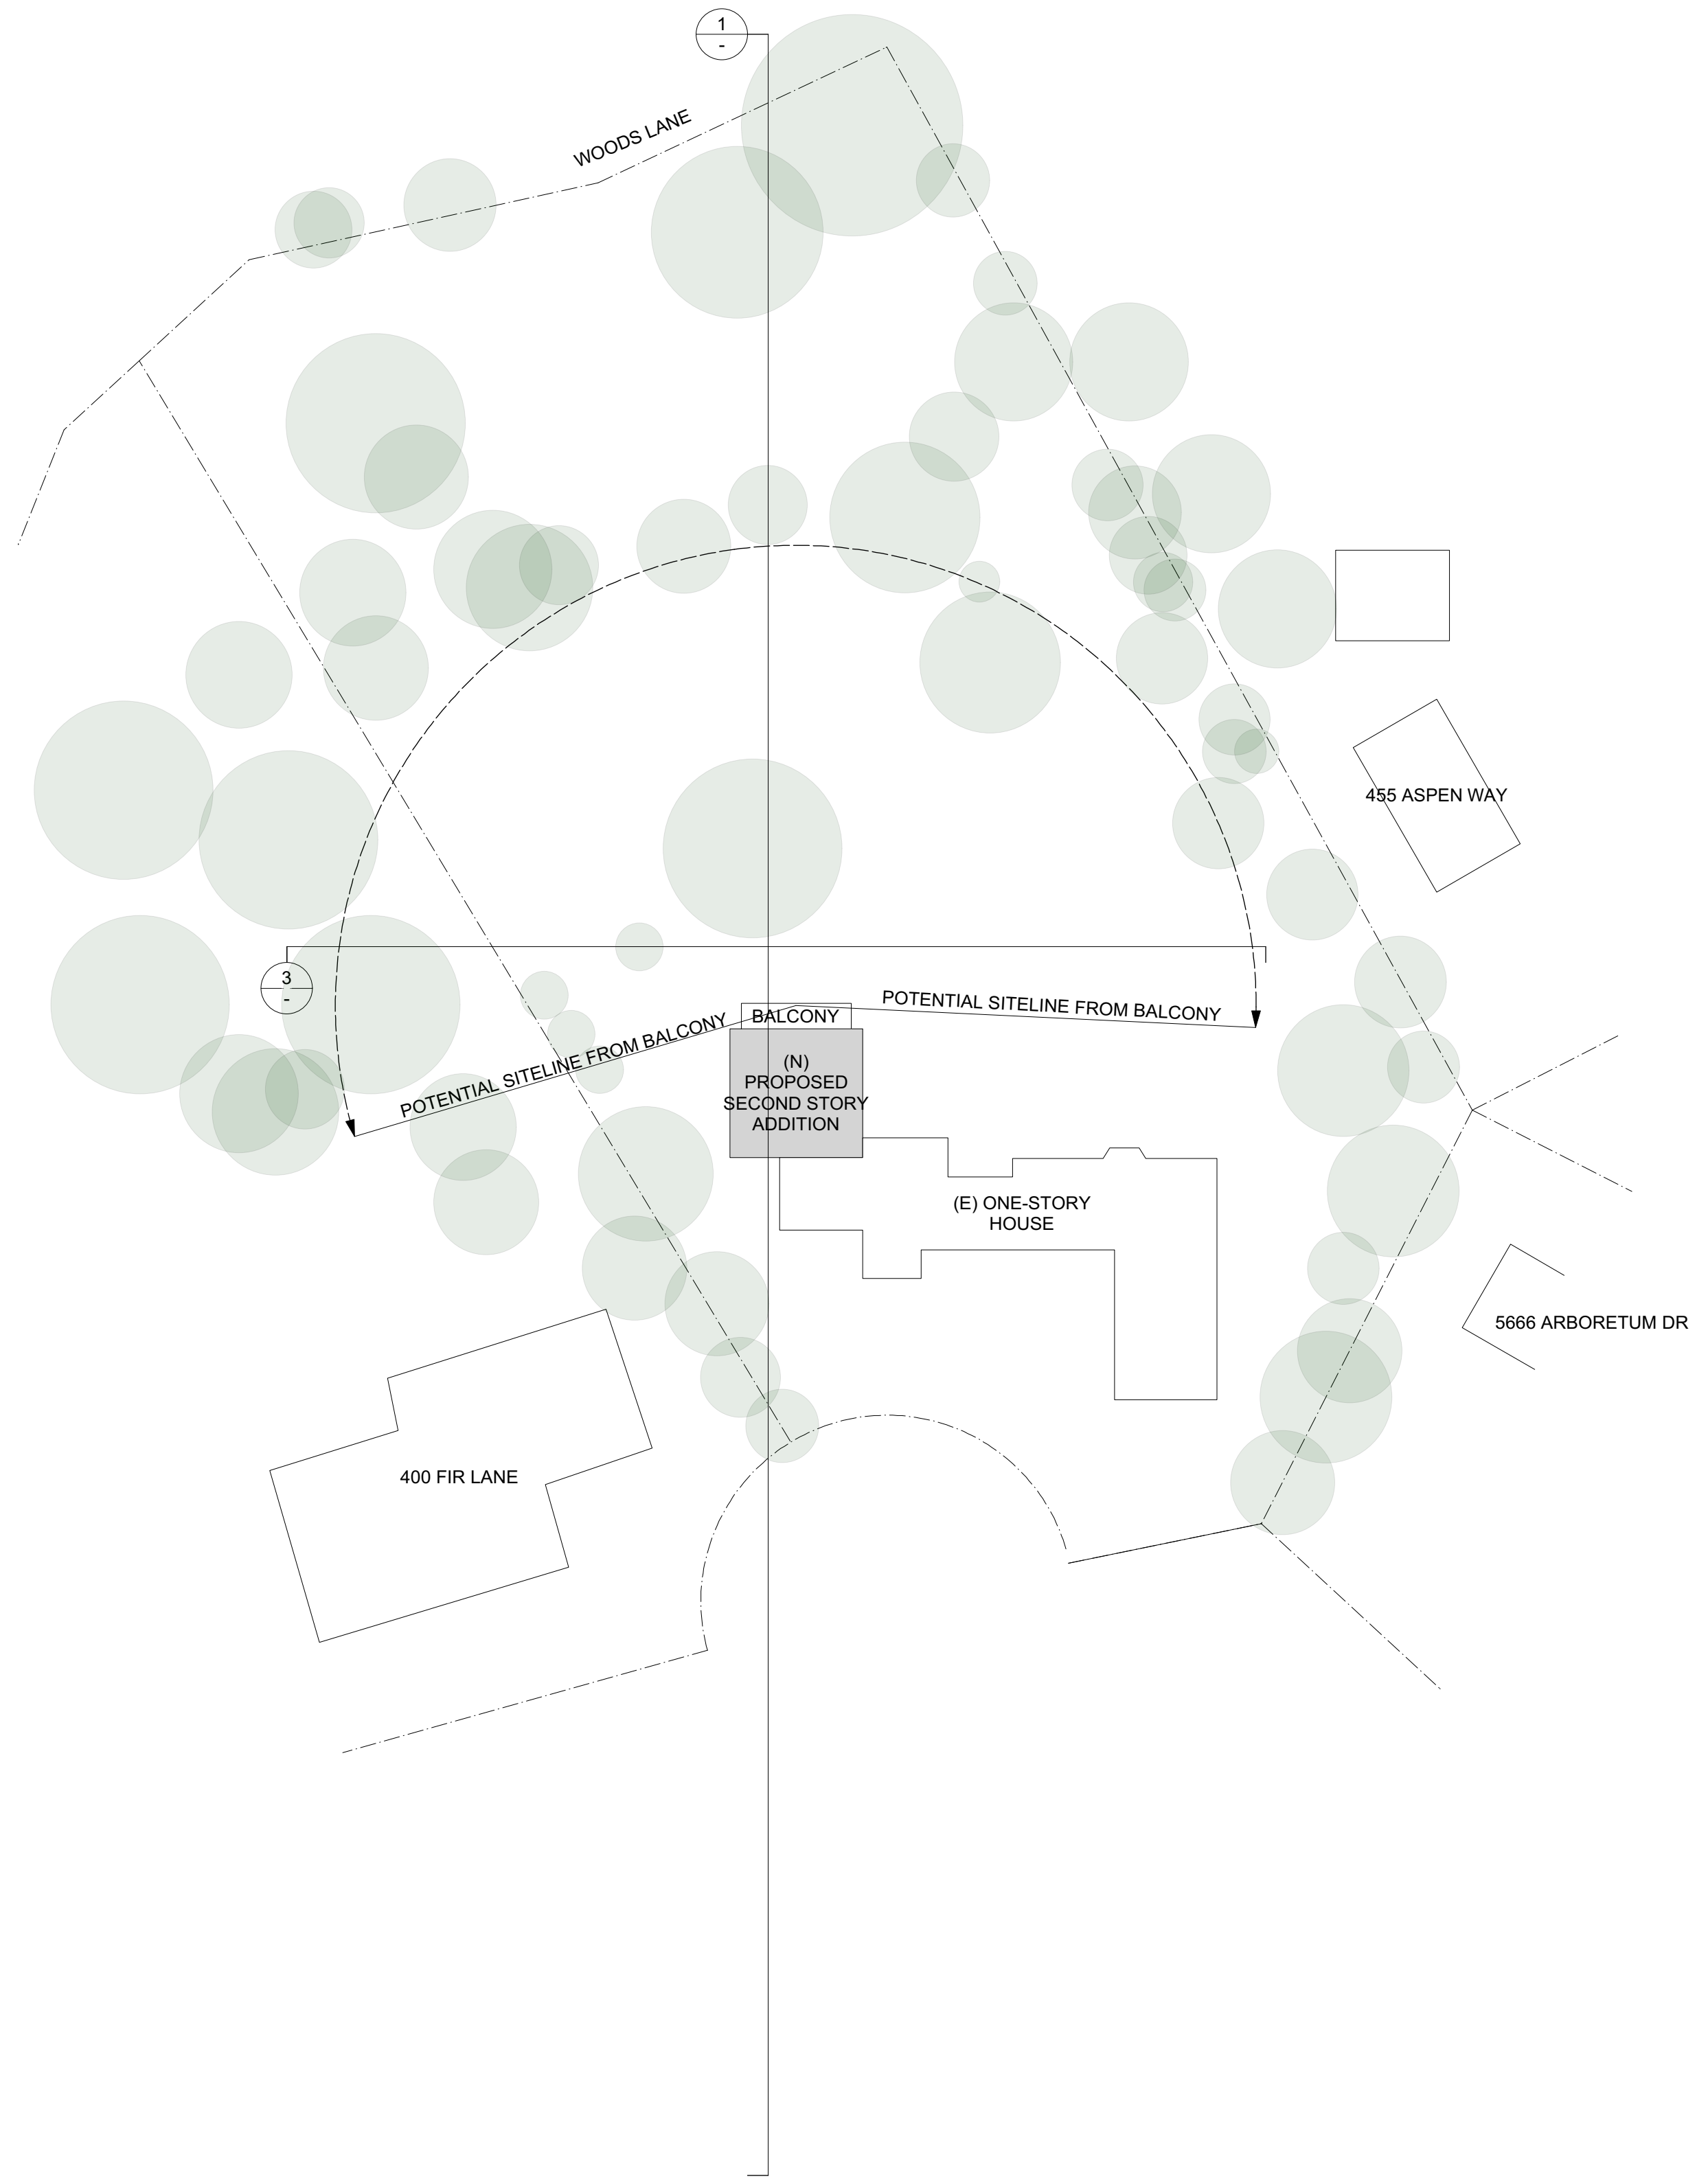 1
-
WOODS LANE
455 ASPEN WAY
3
-
POTENTIAL SITELINE FROM BALCONY
BALCONY
POTENTIAL SITELINE FROM BALCONY
(N)
PROPOSED
SECOND STORY
ADDITION
(E) ONE-STORY
HOUSE
5666 ARBORETUM DR
400 FIR LANE